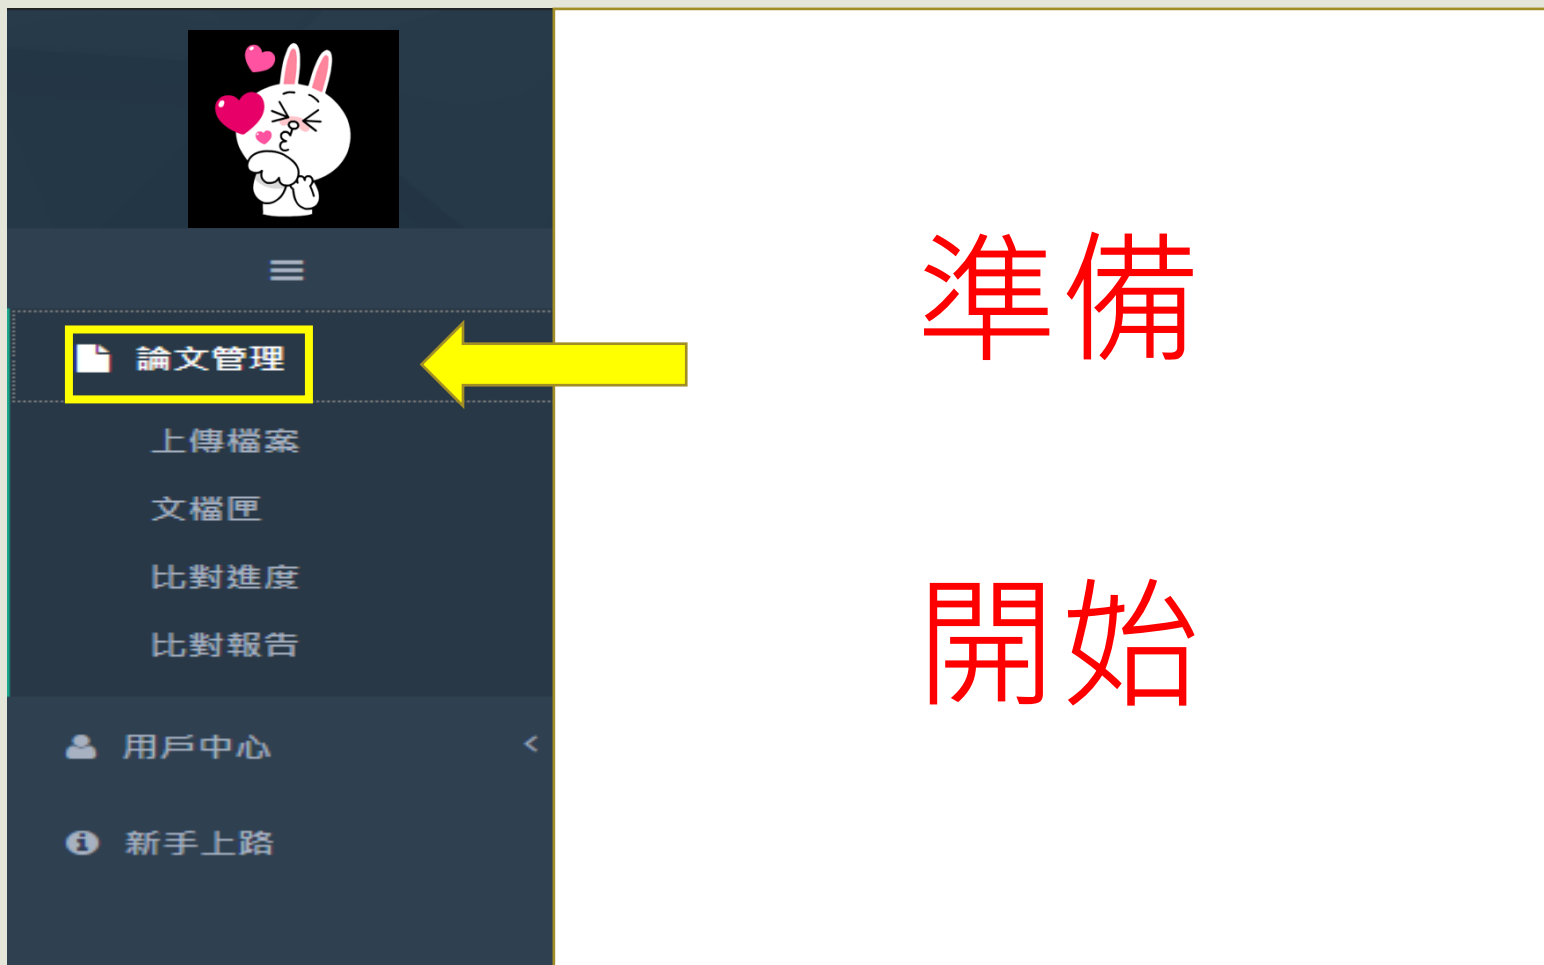 論文管理
上傳檔案
文檔匣
比對進度
比對報告
用戶中心
新手上路
準備
開始